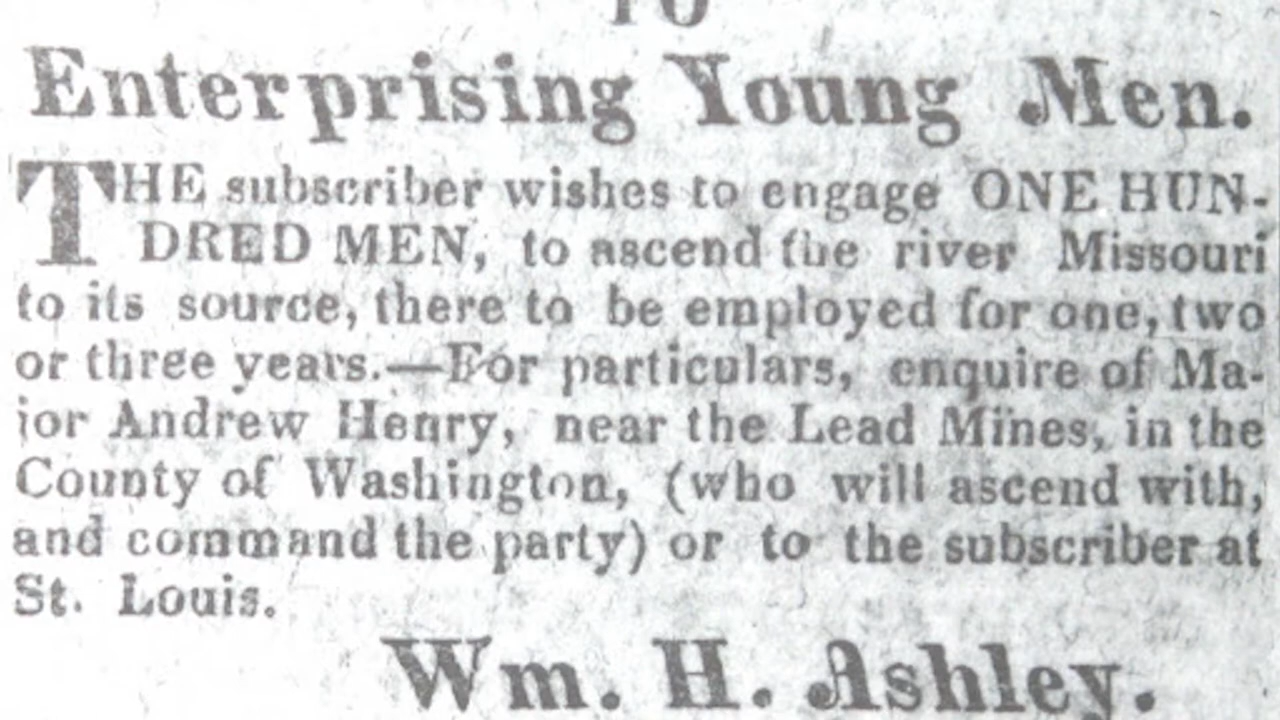 TO
Enterprising Young Men.
THE subscriber wishes to engage ONE HUN-
DRED MEN, to ascend the river Missouri
to its source, there to be employed for one, two
or three years.—For particulars, enquire of Ma-
jor Andrew Henry, near the Lead Mines, in the
County of Washington, (who will ascend with,
and command the party) or to the subscriber at
St. Louis.
Wm. H. Ashley.